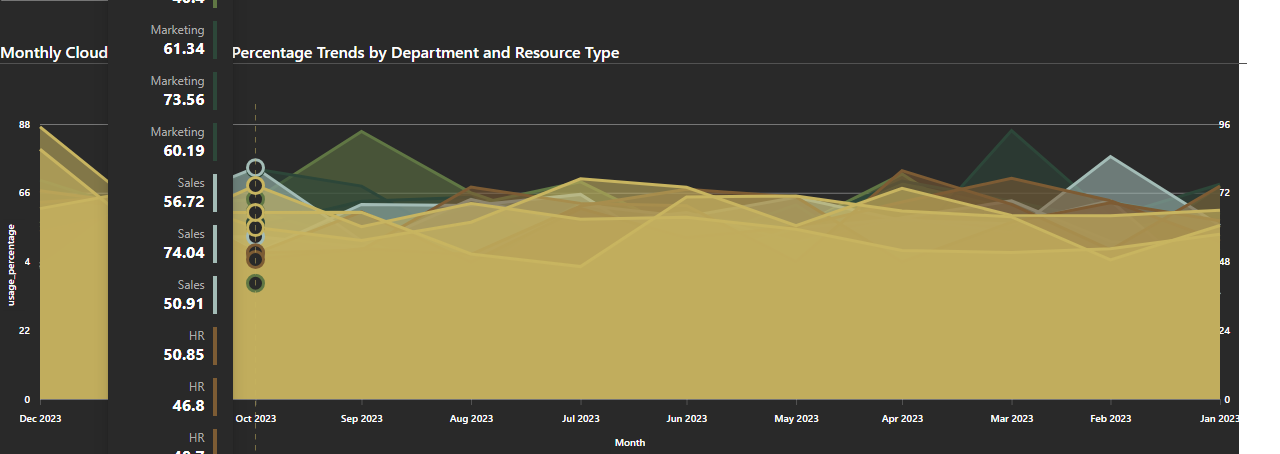 46.4
Marketing
61.34
Monthly Cloud
Percentage Trends by Department and Resource Type
Marketing
73.56
Marketing
60.19
Sales
56.72
Sales
74.04
Sales
50.91
HR
50.85
HR
46.8
HR
88
66
4
22
0
usage_percentage
96
72
48
24
0
Dec 2023
Oct 2023
Sep 2023
Aug 2023
Jul 2023
Jun 2023
May 2023
Apr 2023
Mar 2023
Feb 2023
Jan 2023
Month